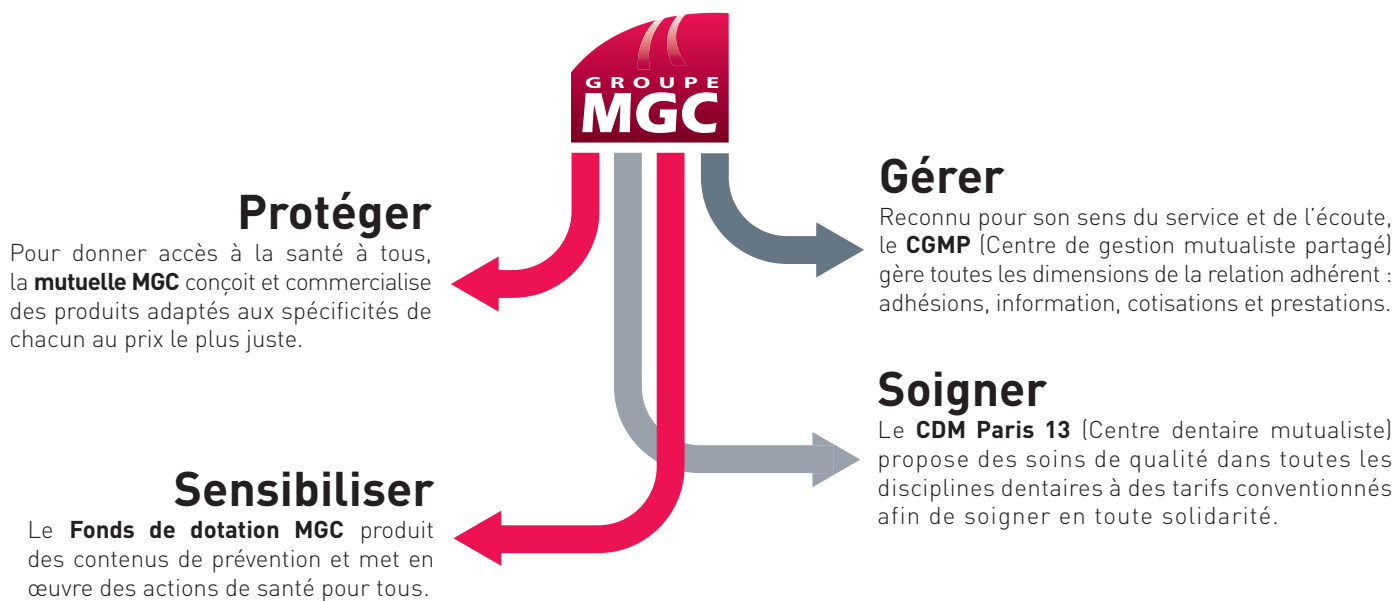 GROUPE
MGC
Protéger
Pour donner accès à la santé à tous,
la mutuelle MGC conçoit et commercialise
des produits adaptés aux spécificités de
chacun au prix le plus juste.
Gérer
Reconnu pour son sens du service et de l’écoute,
le CGMP (Centre de gestion mutualiste partagé)
gère toutes les dimensions de la relation adhérent :
adhésions, information, cotisations et prestations.
Soigner
Le CDM Paris 13 (Centre dentaire mutualiste)
propose des soins de qualité dans toutes les
disciplines dentaires à des tarifs conventionnés
afin de soigner en toute solidarité.
Sensibiliser
Le Fonds de dotation MGC produit
des contenus de prévention et met en
œuvre des actions de santé pour tous.